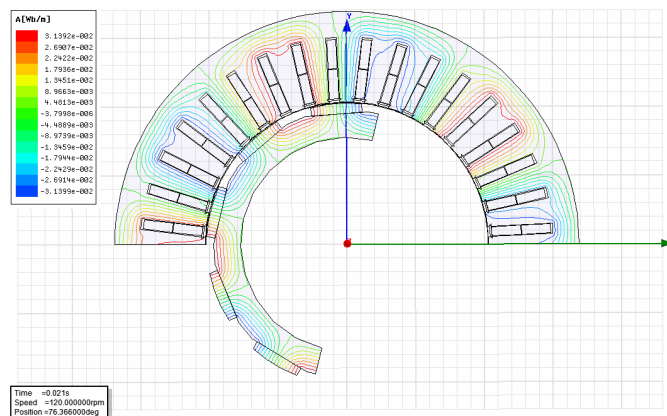 A[Wb/m]
3.1392e-002
2.6907e-002
2.2422e-002
1.7936e-002
1.3451e-002
8.9663e-003
4.4813e-003
-3.7990e-006
-4.4889e-003
-8.9739e-003
-1.3459e-002
-1.7944e-002
-2.2429e-002
-2.6914e-002
-3.1399e-002
Y
Time =0.021s
Speed =120.000000rpm
Position =76.366000deg